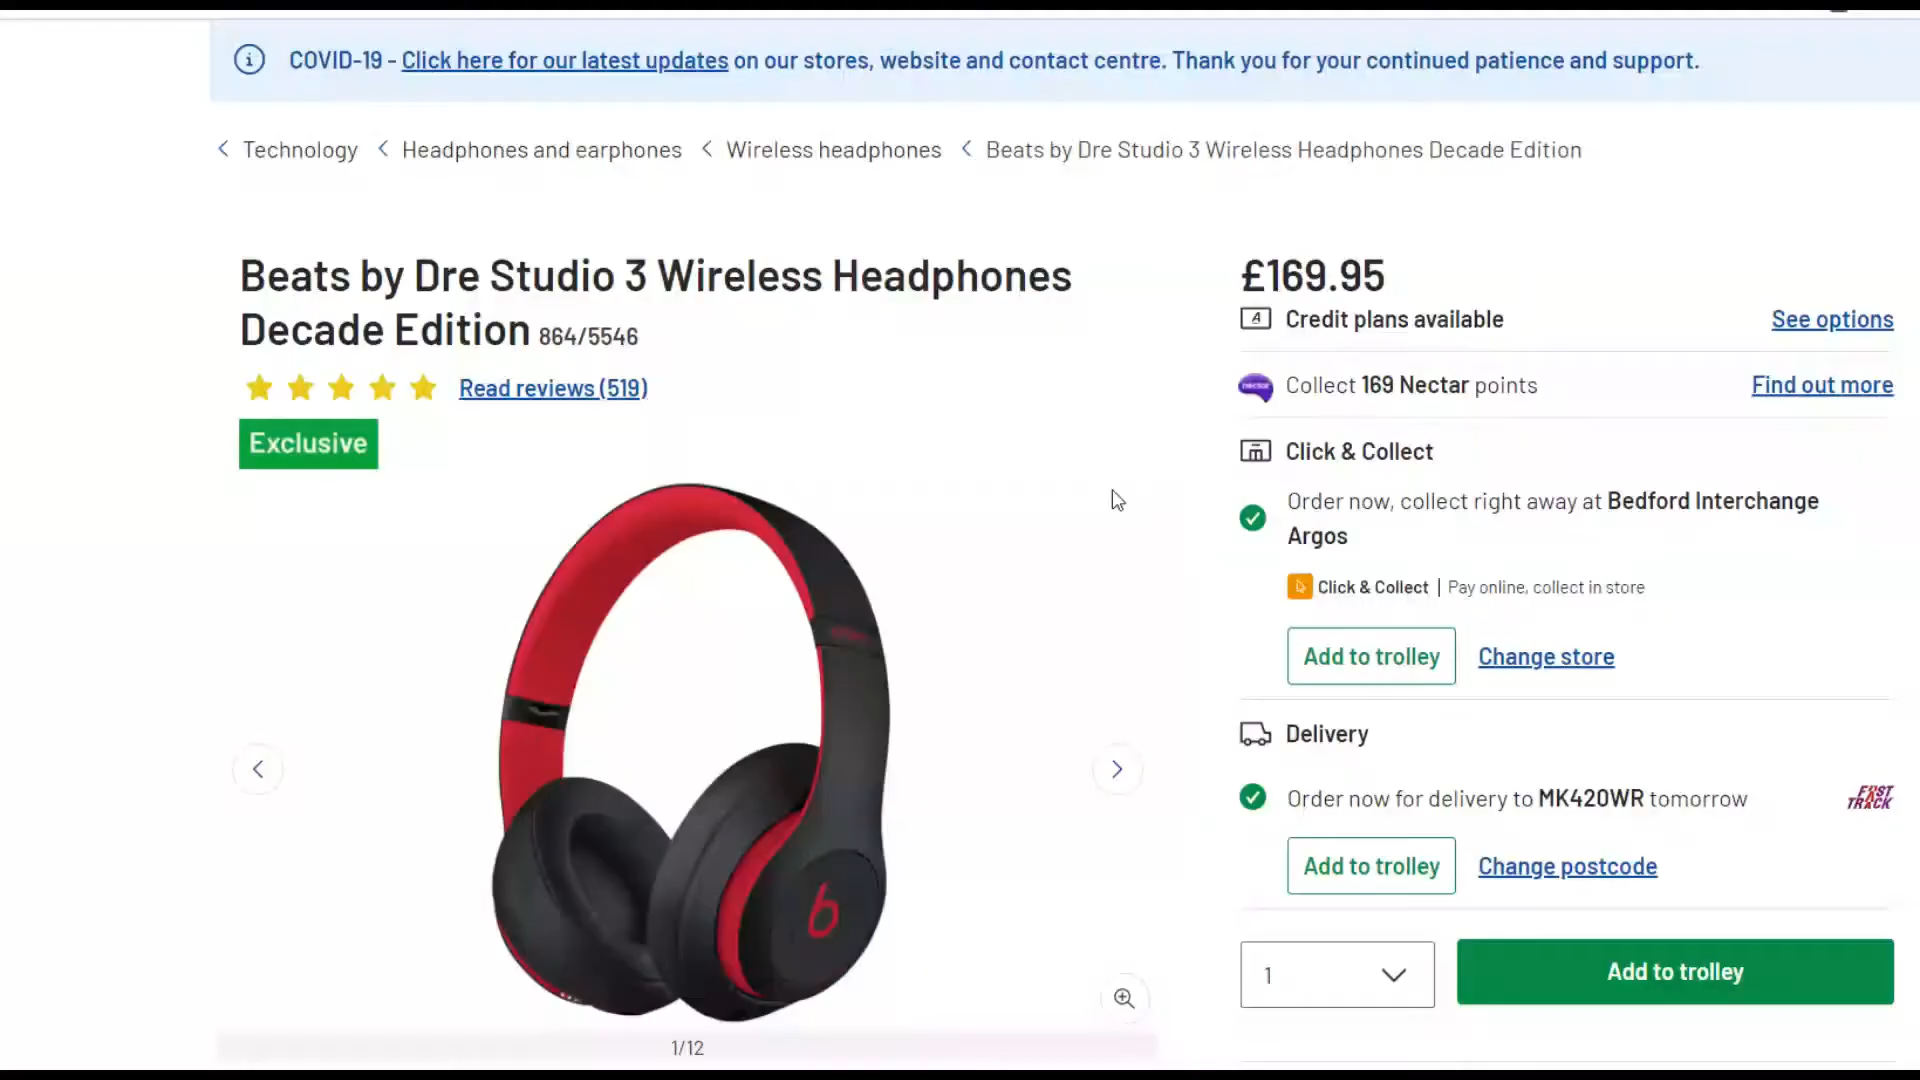 COVID-19 - Click here for our latest updates on our stores, website and contact centre. Thank you for your continued patience and support.
Technology Headphones and earphones Wireless headphones Beats by Dre Studio 3 Wireless Headphones Decade Edition
Beats by Dre Studio 3 Wireless Headphones
Decade Edition 864/5546
Read reviews (519)
Exclusive
b
1/12
£169.95
Credit plans available See options
nectar Collect 169 Nectar points Find out more
Click & Collect
Order now, collect right away at Bedford Interchange
Argos
Click & Collect | Pay online, collect in store
Add to trolley Change store
Delivery
Order now for delivery to MK420WR tomorrow FAST TRACK
Add to trolley Change postcode
1 Add to trolley